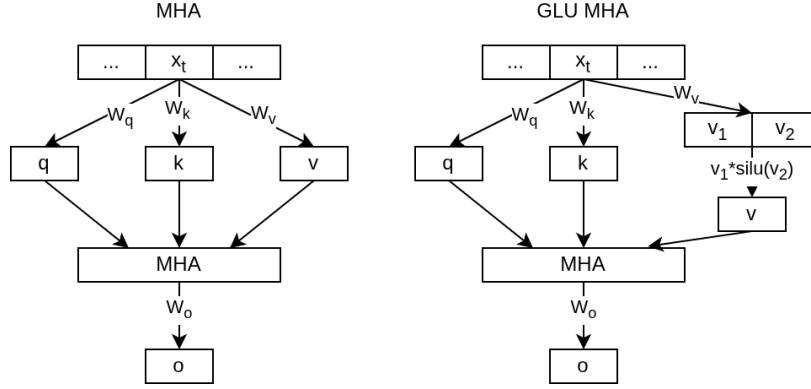 MHA
... x_t ...
W_q W_k W_v
q k v
MHA
W_o
o
GLU MHA
... x_t ...
W_q W_k W_v
v_1 v_2
q k v_1*silu(v_2)
v
MHA
W_o
o